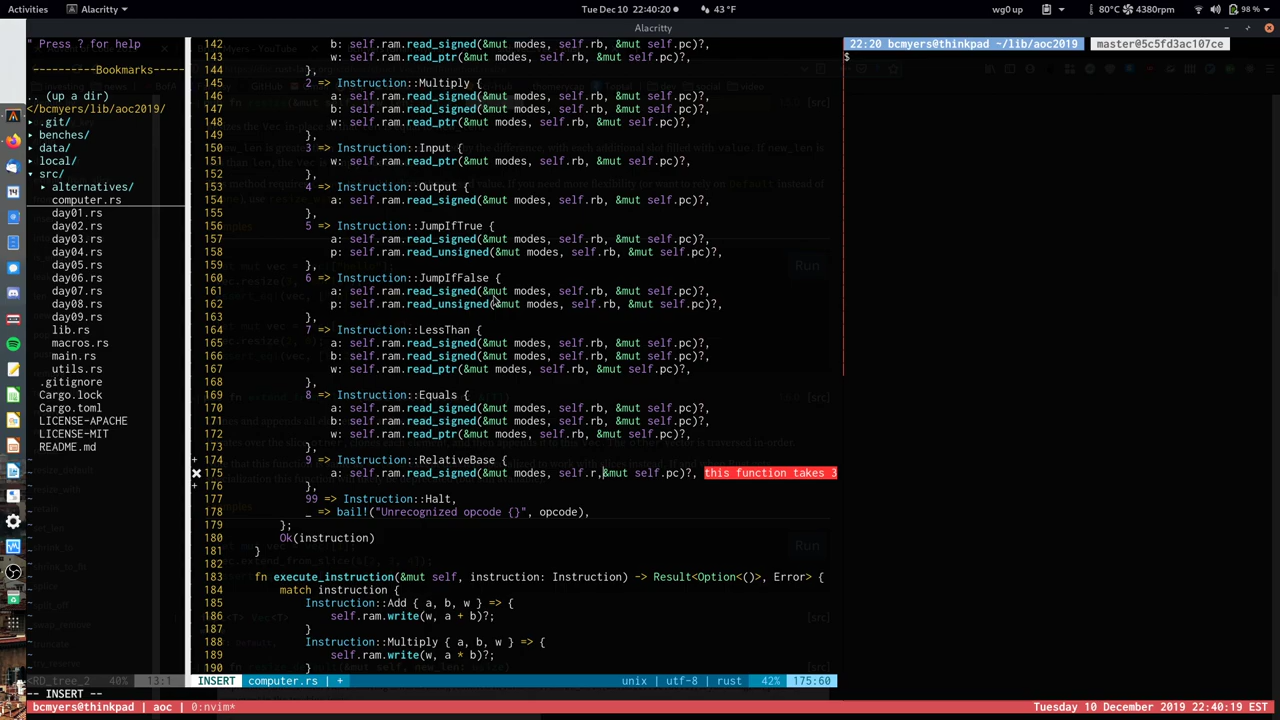 Activities Alacritty Tue Dec 10 22:40:20 43 °F wg0 up 80°C 4380rpm 98 %
Alacritty
" Press ? for help
----------Bookmarks-----
.. (up a dir)
</bcmyers/lib/aoc2019/
▸ .git/
▸ benches/
▸ data/
▸ local/
▾ src/
▸ alternatives/
computer.rs
day01.rs
day02.rs
day03.rs
day04.rs
day05.rs
day06.rs
day07.rs
day08.rs
day09.rs
lib.rs
macros.rs
main.rs
utils.rs
.gitignore
Cargo.lock
Cargo.toml
LICENSE-APACHE
LICENSE-MIT
README.md
142 b: self.ram.read_signed(&mut modes, self.rb, &mut self.pc)?,
143 w: self.ram.read_ptr(&mut modes, self.rb, &mut self.pc)?,
144 },
145 2 => Instruction::Multiply {
146 a: self.ram.read_signed(&mut modes, self.rb, &mut self.pc)?,
147 b: self.ram.read_signed(&mut modes, self.rb, &mut self.pc)?,
148 w: self.ram.read_ptr(&mut modes, self.rb, &mut self.pc)?,
149 },
150 3 => Instruction::Input {
151 w: self.ram.read_ptr(&mut modes, self.rb, &mut self.pc)?,
152 },
153 4 => Instruction::Output {
154 a: self.ram.read_signed(&mut modes, self.rb, &mut self.pc)?,
155 },
156 5 => Instruction::JumpIfTrue {
157 a: self.ram.read_signed(&mut modes, self.rb, &mut self.pc)?,
158 p: self.ram.read_unsigned(&mut modes, self.rb, &mut self.pc)?,
159 },
160 6 => Instruction::JumpIfFalse {
161 a: self.ram.read_signed(&mut modes, self.rb, &mut self.pc)?,
162 p: self.ram.read_unsigned(&mut modes, self.rb, &mut self.pc)?,
163 },
164 7 => Instruction::LessThan {
165 a: self.ram.read_signed(&mut modes, self.rb, &mut self.pc)?,
166 b: self.ram.read_signed(&mut modes, self.rb, &mut self.pc)?,
167 w: self.ram.read_ptr(&mut modes, self.rb, &mut self.pc)?,
168 },
169 8 => Instruction::Equals {
170 a: self.ram.read_signed(&mut modes, self.rb, &mut self.pc)?,
171 b: self.ram.read_signed(&mut modes, self.rb, &mut self.pc)?,
172 w: self.ram.read_ptr(&mut modes, self.rb, &mut self.pc)?,
173 },
+ 174 9 => Instruction::RelativeBase {
✖ 175 a: self.ram.read_signed(&mut modes, self.r,&mut self.pc)?, this function takes 3
+ 176 },
177 99 => Instruction::Halt,
178 _ => bail!("Unrecognized opcode {}", opcode),
179 };
180 Ok(instruction)
181 }
182
183 fn execute_instruction(&mut self, instruction: Instruction) -> Result<Option<()>, Error> {
184 match instruction {
185 Instruction::Add { a, b, w } => {
186 self.ram.write(w, a + b)?;
187 }
188 Instruction::Multiply { a, b, w } => {
189 self.ram.write(w, a * b)?;
190 }
22:20 bcmyers@thinkpad ~/lib/aoc2019 master@5c5fd3ac107ce
$
<RD_tree_2 40% 13:1 INSERT computer.rs | + unix | utf-8 | rust 42% 175:60
-- INSERT --
bcmyers@thinkpad | aoc | 0:nvim* Tuesday 10 December 2019 22:40:19 EST